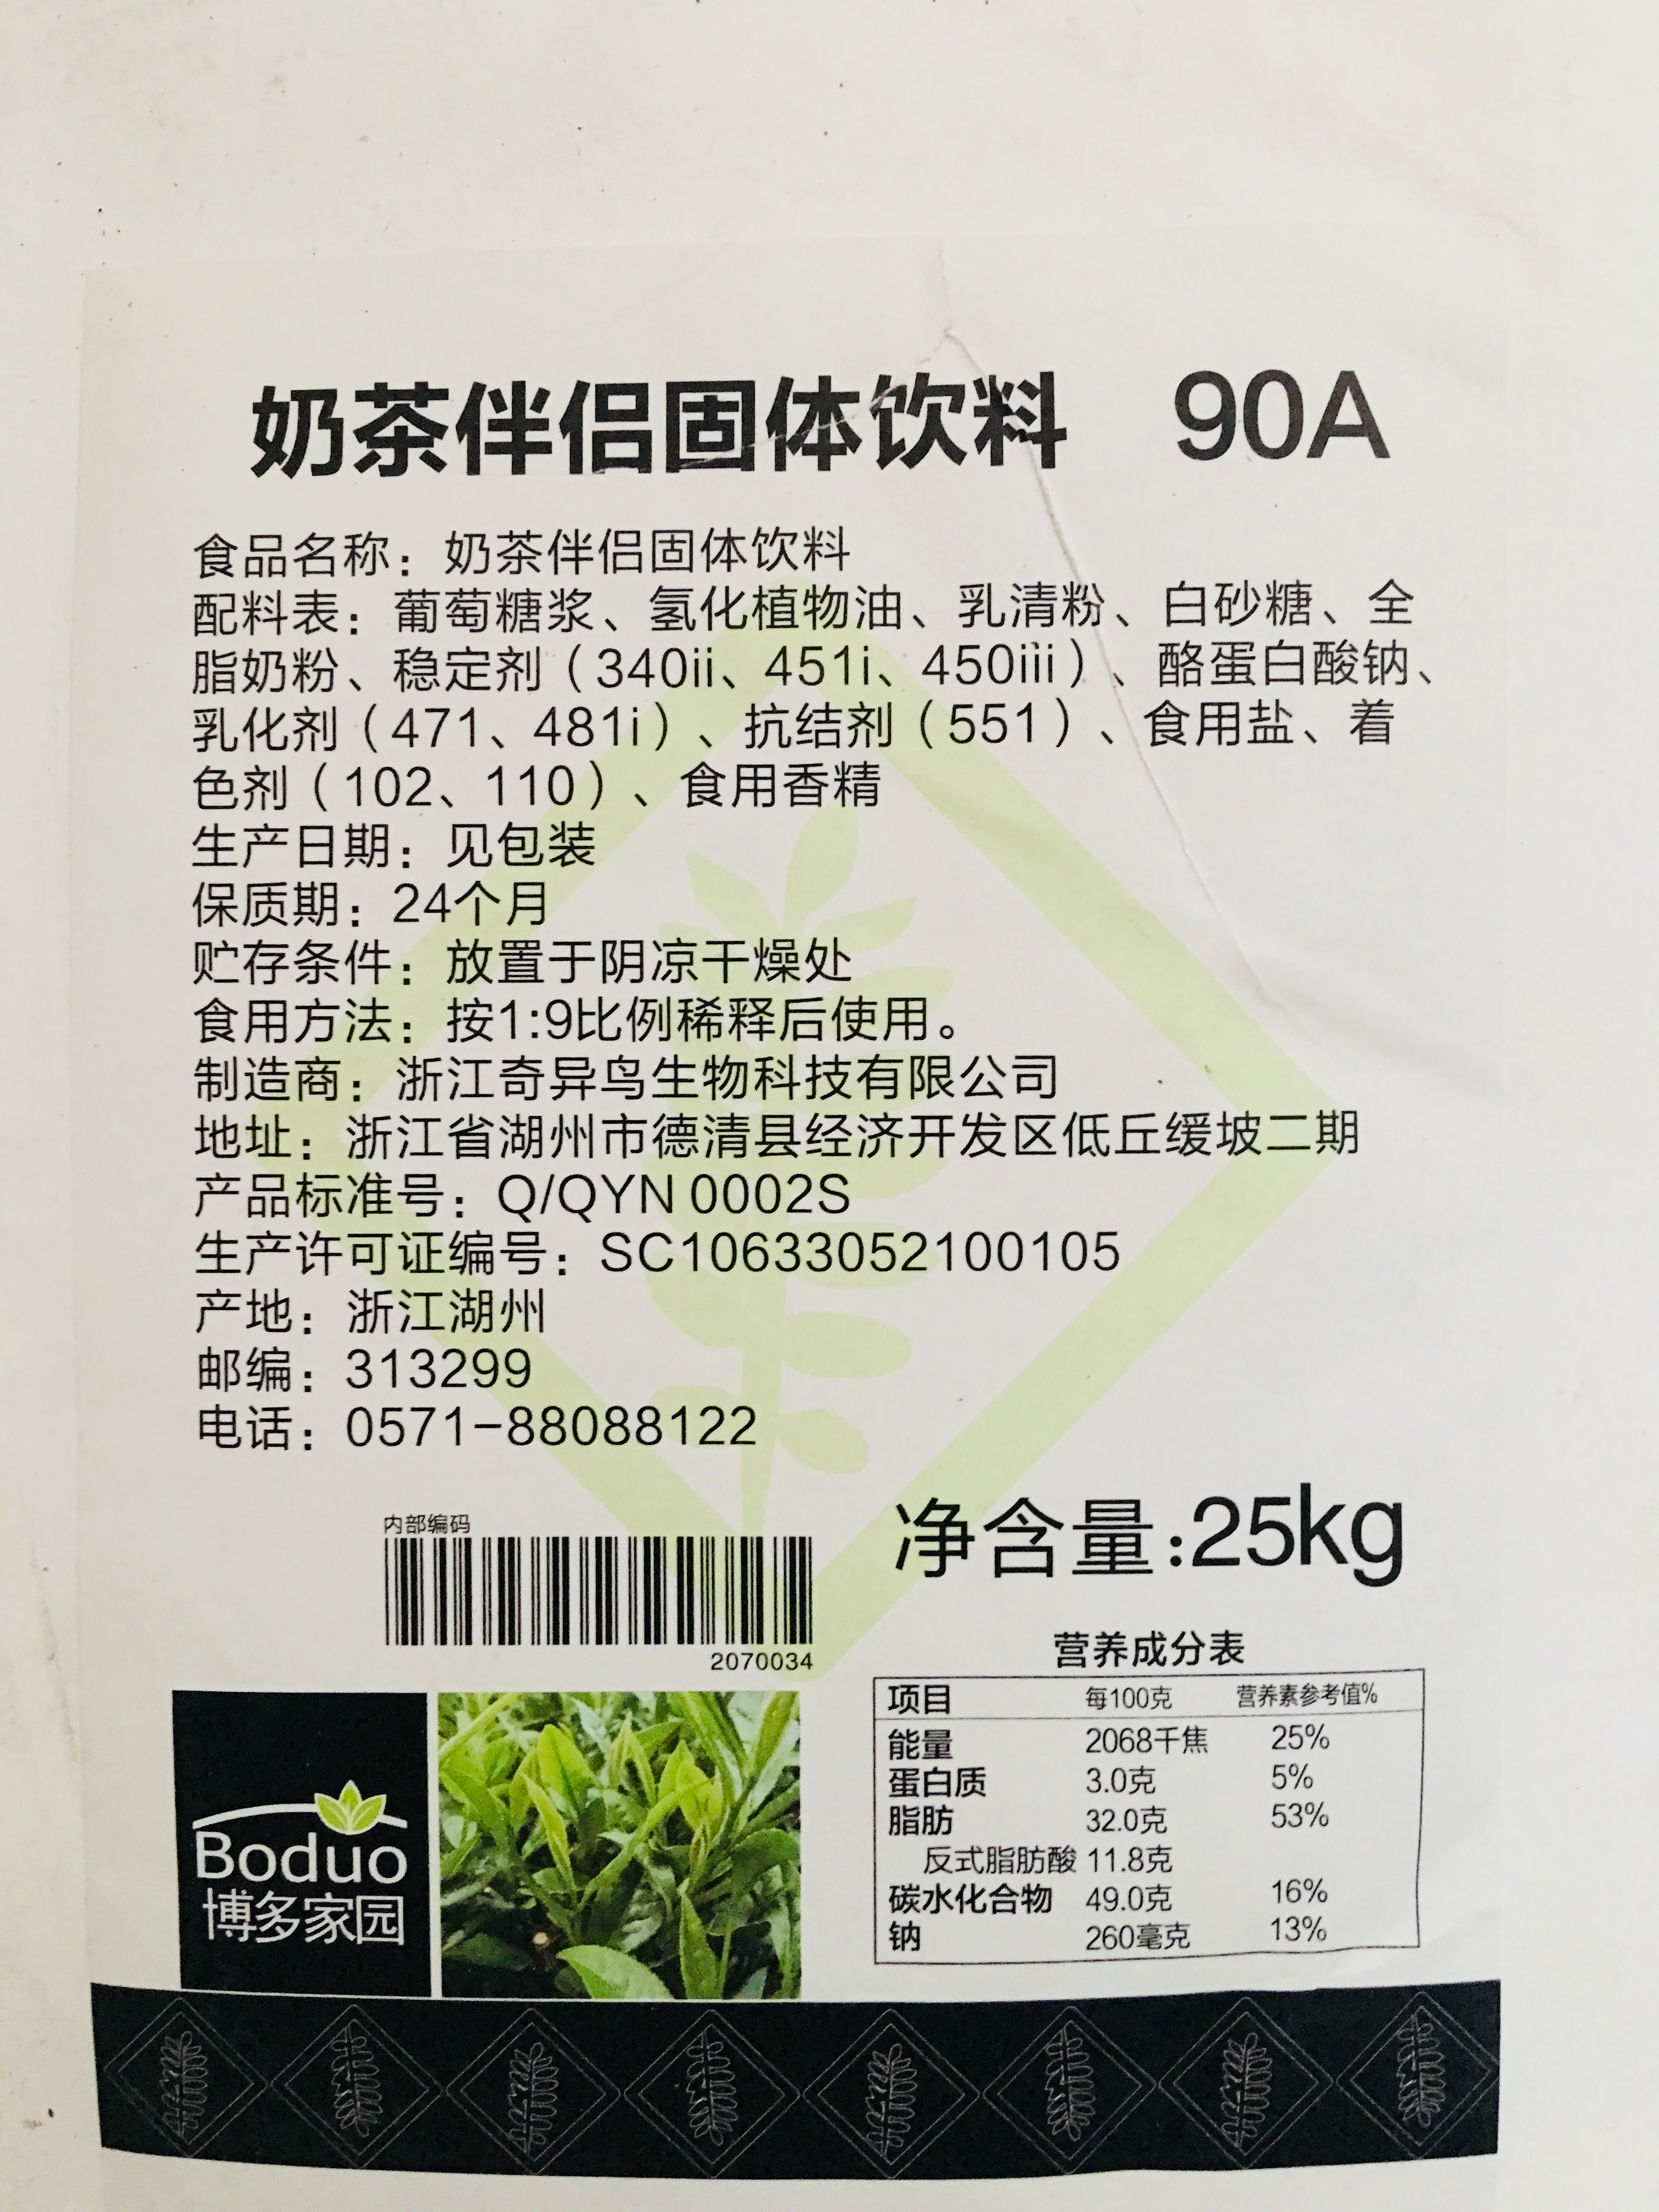 奶茶伴侣固体饮料 90A
食品名称：奶茶伴侣固体饮料
配料表：葡萄糖浆、氢化植物油、乳清粉、白砂糖、全
脂奶粉、稳定剂（340ii、451i、450iii）、酪蛋白酸钠、
乳化剂（471、481i）、抗结剂（551）、食用盐、着
色剂（102、110）、食用香精
生产日期：见包装
保质期：24个月
贮存条件：放置于阴凉干燥处
食用方法：按1:9比例稀释后使用。
制造商：浙江奇异鸟生物科技有限公司
地址：浙江省湖州市德清县经济开发区低丘缓坡二期
产品标准号：Q/QYN 0002S
生产许可证编号：SC10633052100105
产地：浙江湖州
邮编：313299
电话：0571-88088122
净含量:25kg
内部编码
2070034
营养成分表
项目 每100克 营养素参考值%
能量 2068千焦 25%
蛋白质 3.0克 5%
脂肪 32.0克 53%
反式脂肪酸 11.8克
碳水化合物 49.0克 16%
钠 260毫克 13%
Boduo
博多家园